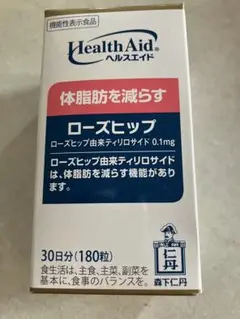 機能性表示食品
Health Aid®
ヘルスエイド
体脂肪を減らす
ローズヒップ
ローズヒップ由来ティリロサイド 0.1mg
ローズヒップ由来ティリロサイド
は、体脂肪を減らす機能があり
ます。
30日分(180粒)
食生活は、主食、主菜、副菜を
基本に、食事のバランスを。
仁丹
森下仁丹